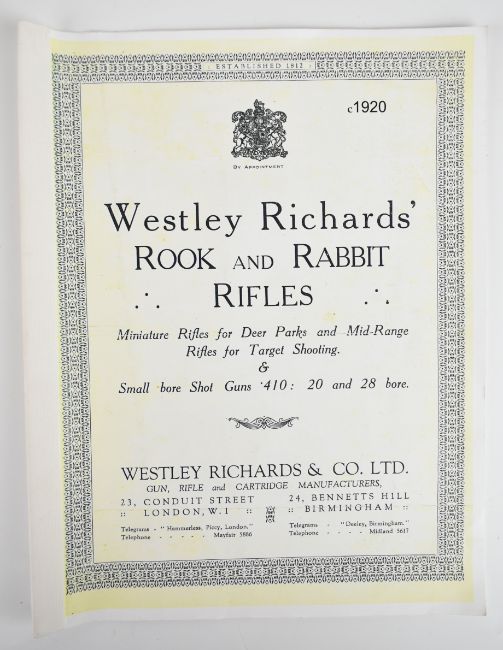 : ESTABLISHED 1812 :
c1920
BY APPOINTMENT
Westley Richards'
ROOK AND RABBIT
RIFLES
Miniature Rifles for Deer Parks and Mid-Range
Rifles for Target Shooting.
&
Small bore Shot Guns ·410: 20 and 28 bore.
WESTLEY RICHARDS & CO. LTD.
GUN, RIFLE and CARTRIDGE MANUFACTURERS,
23, CONDUIT STREET 24, BENNETTS HILL
:: LONDON, W.1 :: :: BIRMINGHAM ::
Telegrams - "Hammerless, Piccy, London." Telegrams - "Deeley, Birmingham."
Telephone - - - - - Mayfair 5886 Telephone - - - - Midland 5617